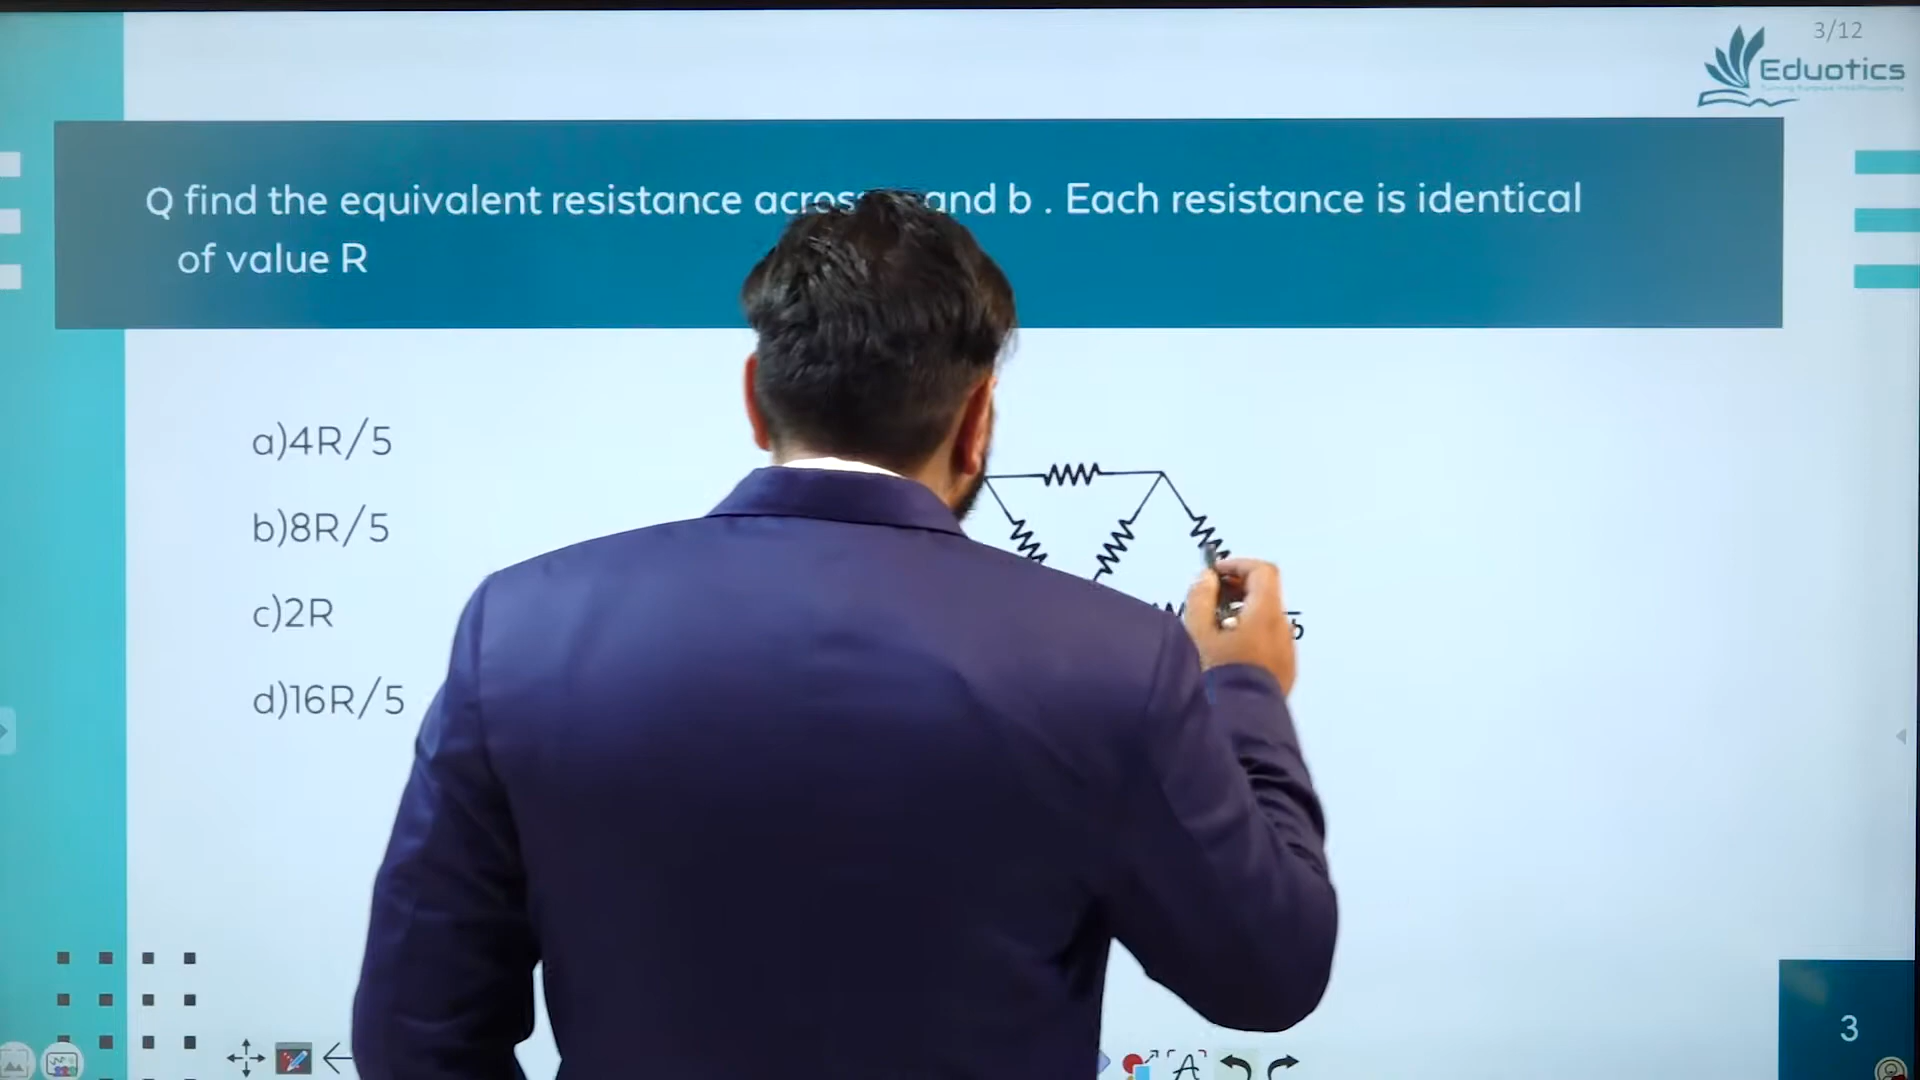 3/12
Eduotics
Q find the equivalent resistance across and b . Each resistance is identical
of value R
a)4R/5
b)8R/5
c)2R
d)16R/5
b
A
3